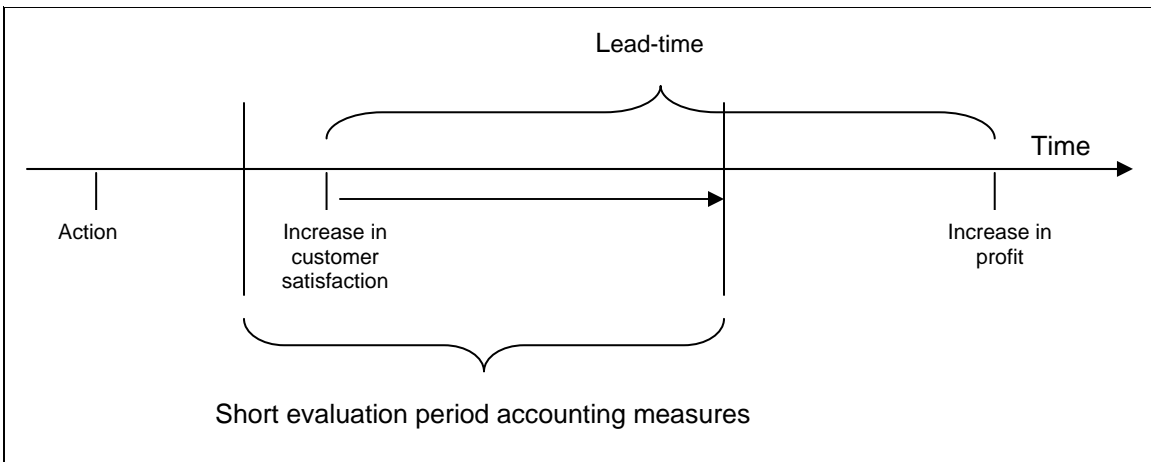 Lead-time
Time
Action
Increase in
customer
satisfaction
Increase in
profit
Short evaluation period accounting measures